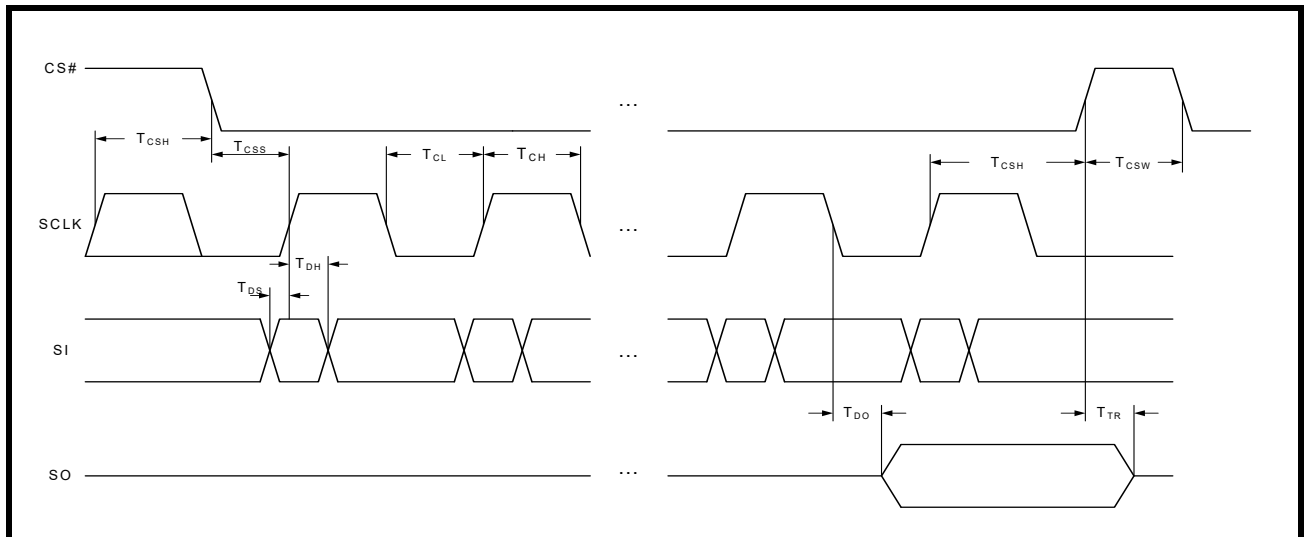 CS#
...
T_CSH
T_CSS
T_CL
T_CH
T_CSH
T_CSW
SCLK
...
T_DH
T_DS
SI
...
T_DO
T_TR
SO
...